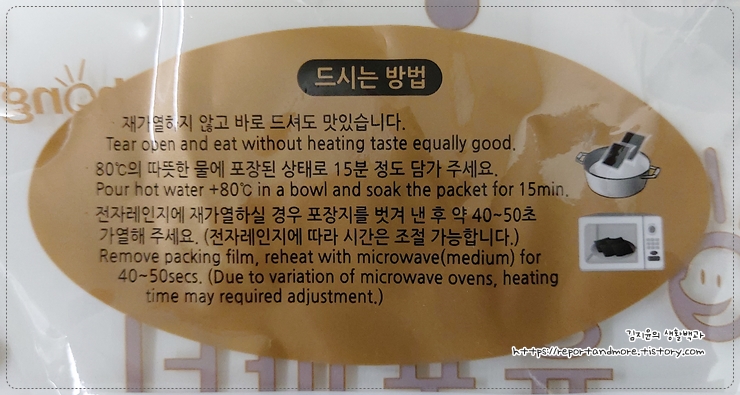 드시는 방법
· 재가열하지 않고 바로 드셔도 맛있습니다.
Tear open and eat without heating taste equally good.
· 80℃의 따뜻한 물에 포장된 상태로 15분 정도 담가 주세요.
Pour hot water +80℃ in a bowl and soak the packet for 15min.
· 전자레인지에 재가열하실 경우 포장지를 벗겨 낸 후 약 40~50초
가열해 주세요. (전자레인지에 따라 시간은 조절 가능합니다.)
Remove packing film, reheat with microwave(medium) for
40~50secs. (Due to variation of microwave ovens, heating
time may required adjustment.)
김지윤의 생활백과
https://reportandmore.tistory.com